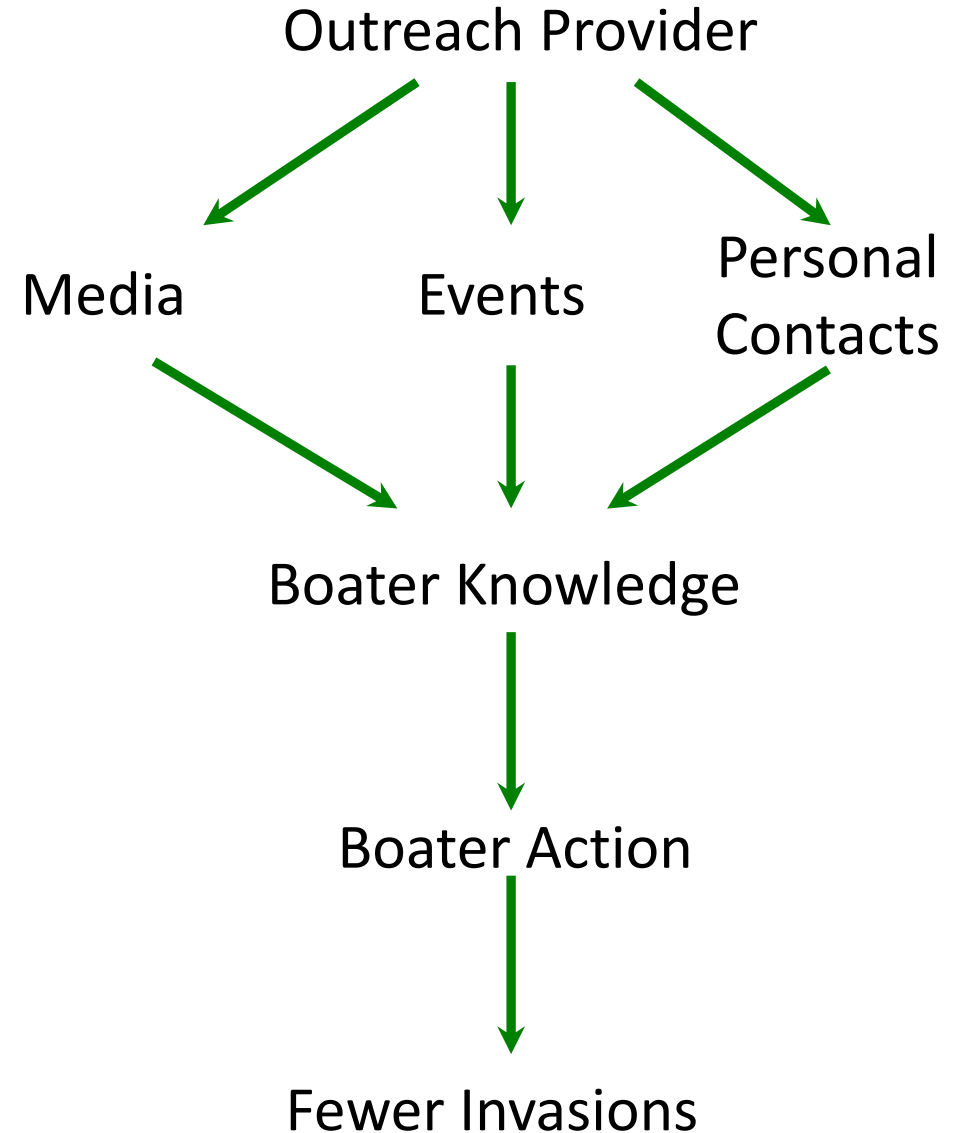 Outreach Provider
Media
Events
Personal
Contacts
Boater Knowledge
Boater Action
Fewer Invasions